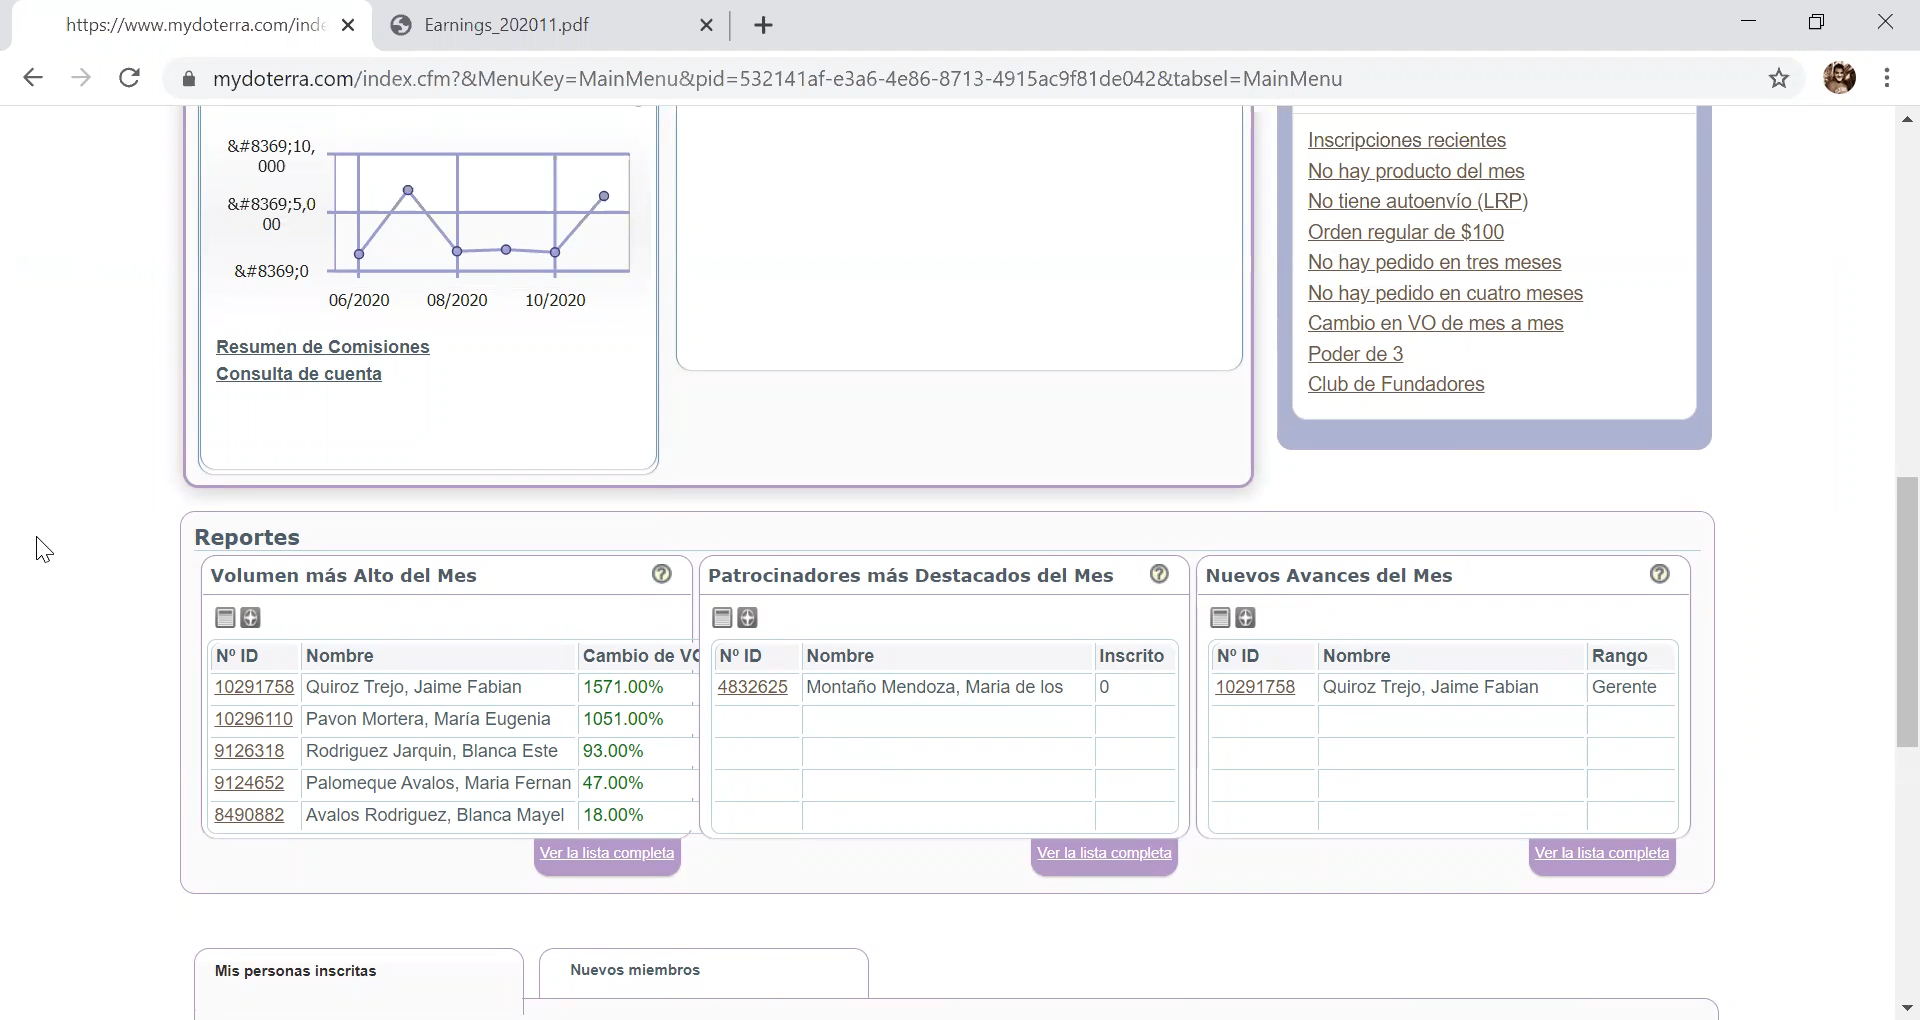 https://www.mydoterra.com/inde
Earnings_202011.pdf
mydoterra.com/index.cfm?&MenuKey=MainMenu&pid=532141af-e3a6-4e86-8713-4915ac9f81de042&tabsel=MainMenu
&#8369;10,
000
&#8369;5,0
00
&#8369;0
06/2020 08/2020 10/2020
Resumen de Comisiones
Consulta de cuenta
Inscripciones recientes
No hay producto del mes
No tiene autoenvío (LRP)
Orden regular de $100
No hay pedido en tres meses
No hay pedido en cuatro meses
Cambio en VO de mes a mes
Poder de 3
Club de Fundadores
Reportes
Volumen más Alto del Mes
Nº ID Nombre Cambio de VO
10291758 Quiroz Trejo, Jaime Fabian 1571.00%
10296110 Pavon Mortera, María Eugenia 1051.00%
9126318 Rodriguez Jarquin, Blanca Este 93.00%
9124652 Palomeque Avalos, Maria Fernan 47.00%
8490882 Avalos Rodriguez, Blanca Mayel 18.00%
Ver la lista completa
Patrocinadores más Destacados del Mes
Nº ID Nombre Inscrito
4832625 Montaño Mendoza, Maria de los 0
Ver la lista completa
Nuevos Avances del Mes
Nº ID Nombre Rango
10291758 Quiroz Trejo, Jaime Fabian Gerente
Ver la lista completa
Mis personas inscritas
Nuevos miembros